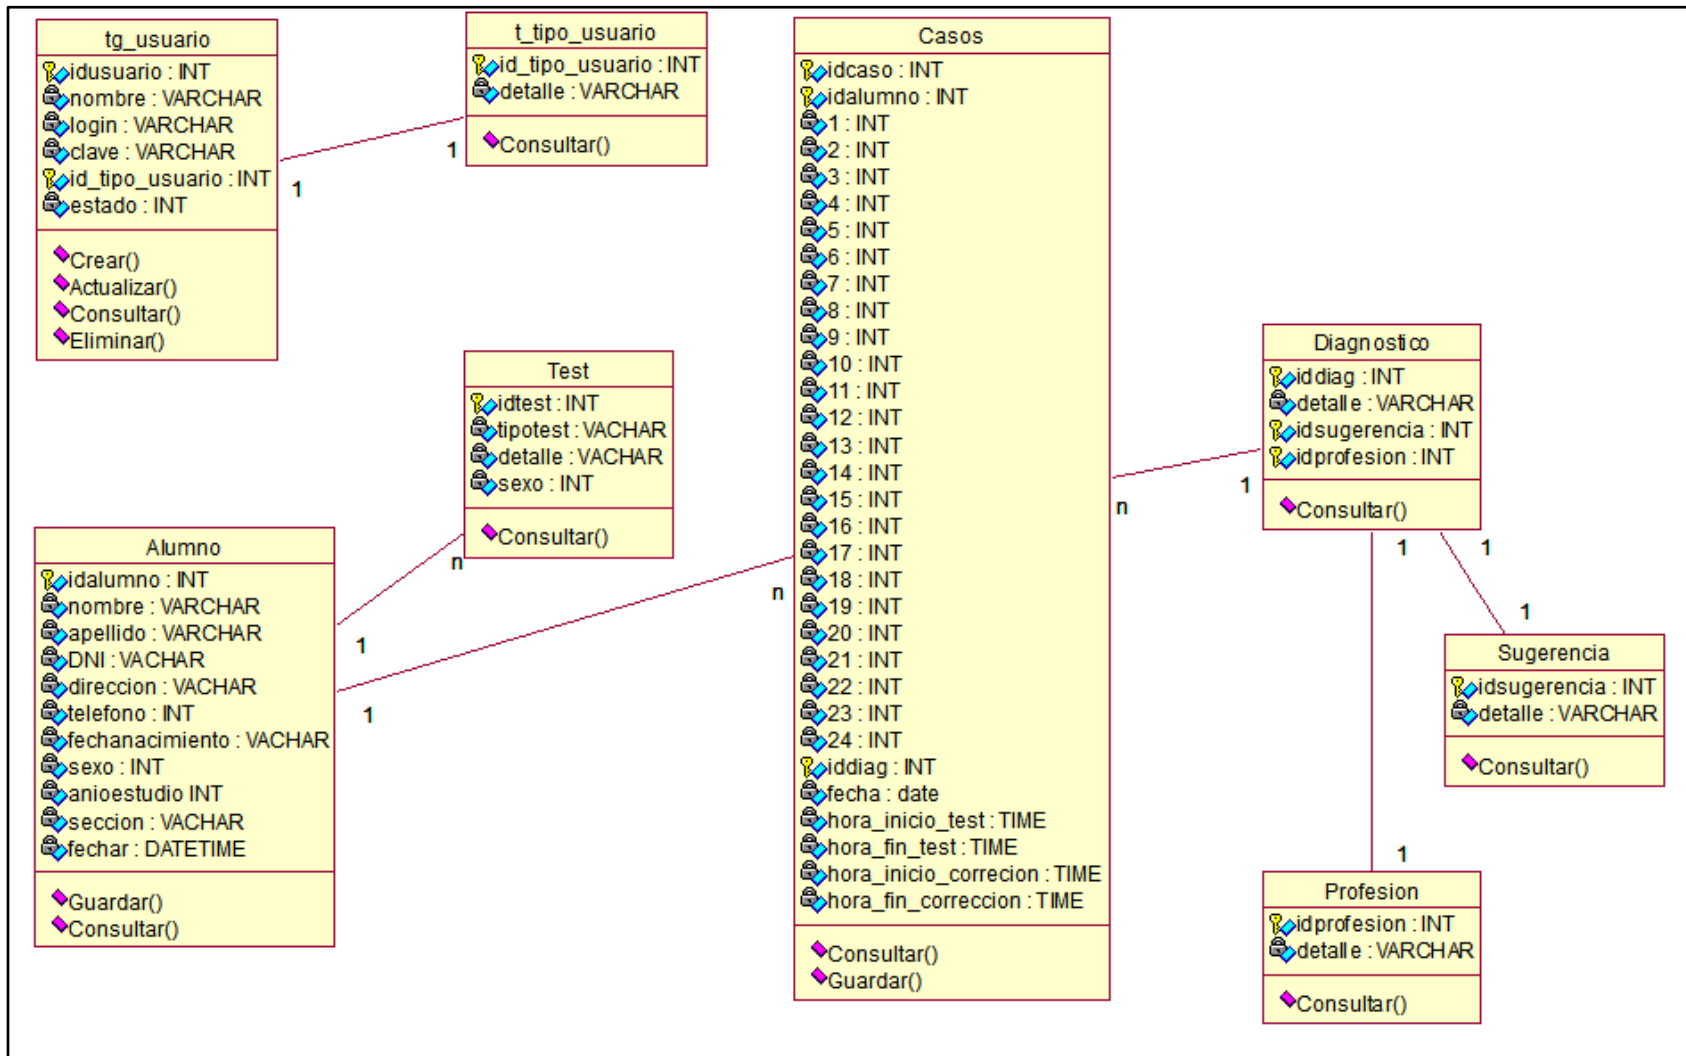 tg_usuario
idusuario : INT
nombre : VARCHAR
login : VARCHAR
clave : VARCHAR
id_tipo_usuario : INT
estado : INT
Crear()
Actualizar()
Consultar()
Eliminar()
1
1
t_tipo_usuario
id_tipo_usuario : INT
detalle : VARCHAR
Consultar()
Test
idtest : INT
tipotest : VACHAR
detalle : VACHAR
sexo : INT
Consultar()
n
1
Alumno
idalumno : INT
nombre : VARCHAR
apellido : VARCHAR
DNI : VACHAR
direccion : VACHAR
telefono : INT
fechanacimiento : VACHAR
sexo : INT
anioestudio INT
seccion : VACHAR
fechar : DATETIME
Guardar()
Consultar()
1
n
Casos
idcaso : INT
idalumno : INT
1 : INT
2 : INT
3 : INT
4 : INT
5 : INT
6 : INT
7 : INT
8 : INT
9 : INT
10 : INT
11 : INT
12 : INT
13 : INT
14 : INT
15 : INT
16 : INT
17 : INT
18 : INT
19 : INT
20 : INT
21 : INT
22 : INT
23 : INT
24 : INT
iddiag : INT
fecha : date
hora_inicio_test : TIME
hora_fin_test : TIME
hora_inicio_correcion : TIME
hora_fin_correccion : TIME
Consultar()
Guardar()
n
1
Diagnostico
iddiag : INT
detalle : VARCHAR
idsugerencia : INT
idprofesion : INT
Consultar()
1
1
1
Sugerencia
idsugerencia : INT
detalle : VARCHAR
Consultar()
1
Profesion
idprofesion : INT
detalle : VARCHAR
Consultar()